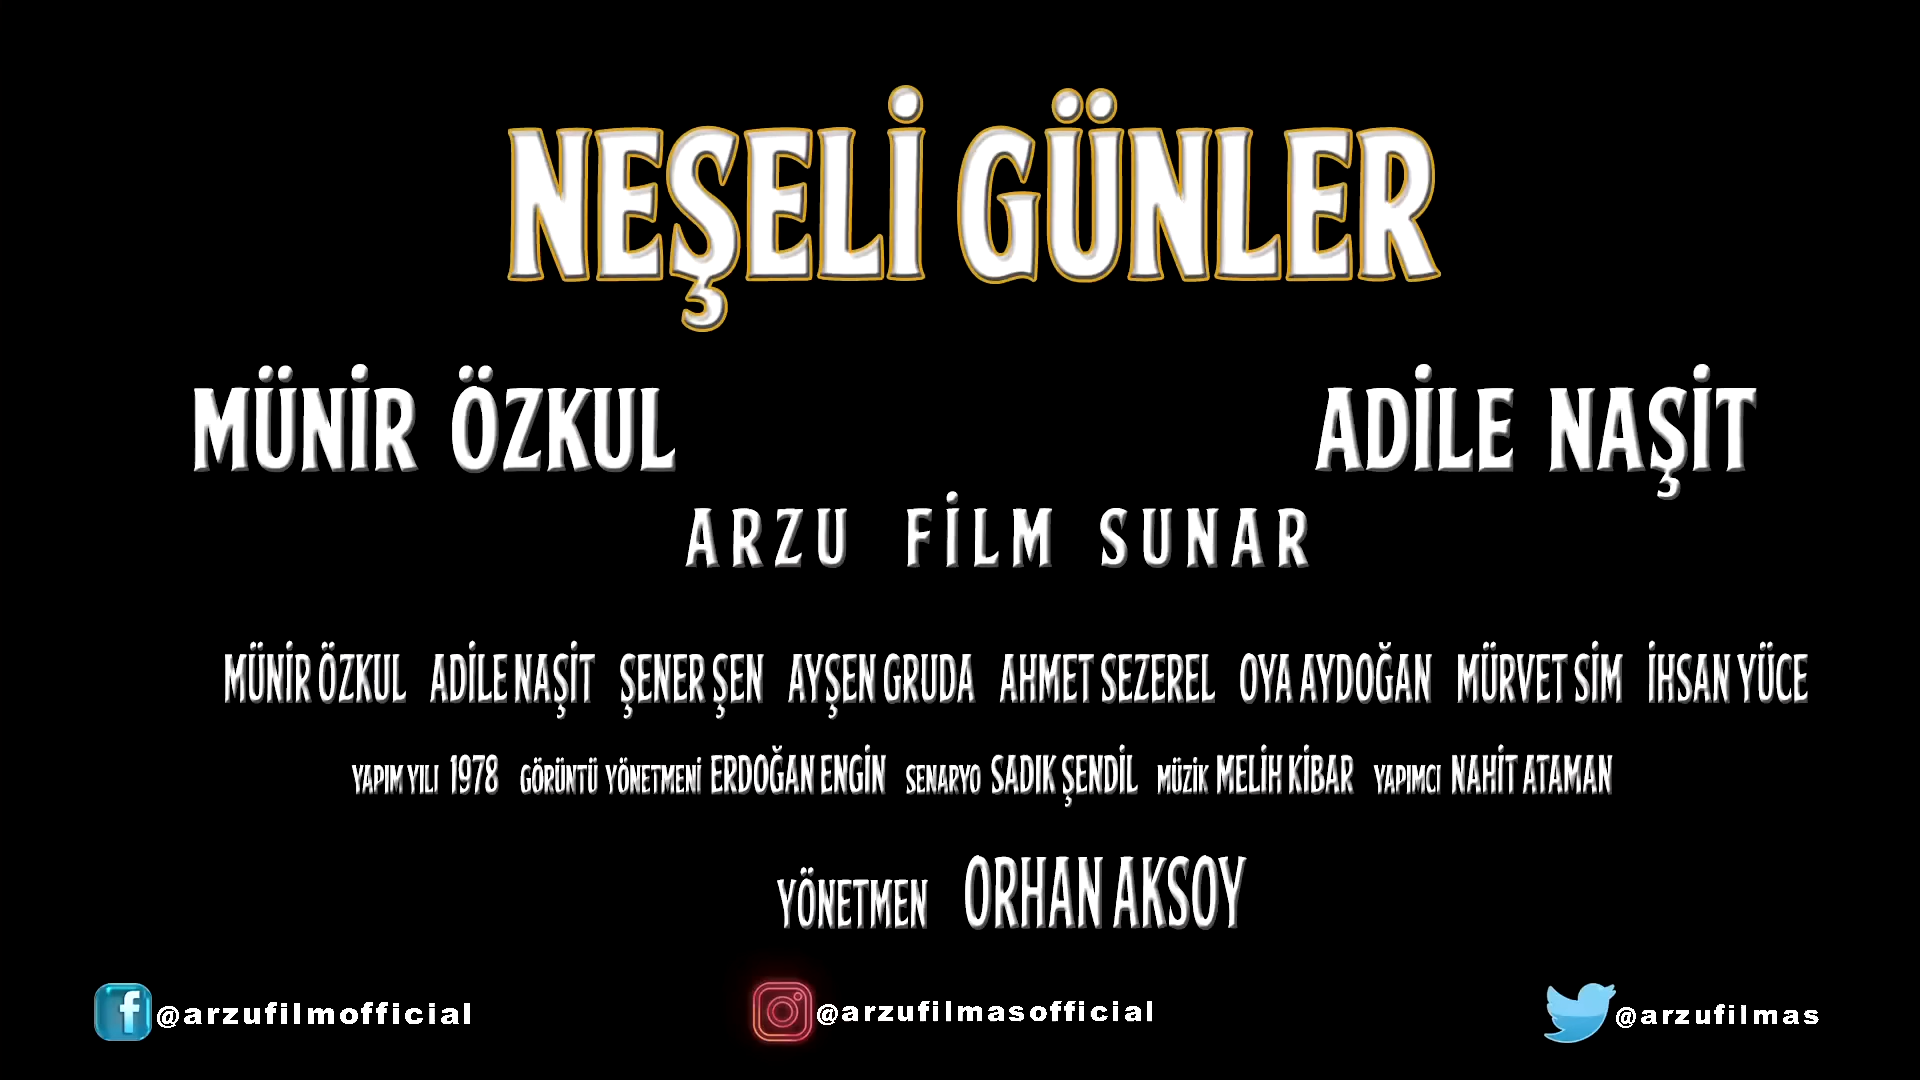 NEŞELİ GÜNLER
MÜNİR ÖZKUL ADİLE NAŞİT
ARZU FİLM SUNAR
MÜNİR ÖZKUL ADİLE NAŞİT ŞENER ŞEN AYŞEN GRUDA AHMET SEZEREL OYA AYDOĞAN MÜRVET SİM İHSAN YÜCE
YAPIM YILI 1978 GÖRÜNTÜ YÖNETMENİ ERDOĞAN ENGİN SENARYO SADIK ŞENDİL MÜZİK MELİH KİBAR YAPIMCI NAHİT ATAMAN
YÖNETMEN ORHAN AKSOY
@arzufilmofficial @arzufilmasofficial @arzufilmas